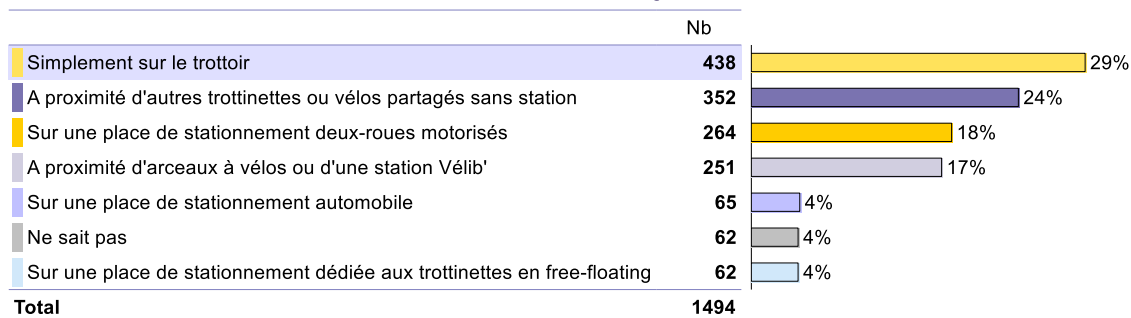 Nb
Simplement sur le trottoir 438 29%
A proximité d'autres trottinettes ou vélos partagés sans station 352 24%
Sur une place de stationnement deux-roues motorisés 264 18%
A proximité d'arceaux à vélos ou d'une station Vélib' 251 17%
Sur une place de stationnement automobile 65 4%
Ne sait pas 62 4%
Sur une place de stationnement dédiée aux trottinettes en free-floating 62 4%
Total 1494